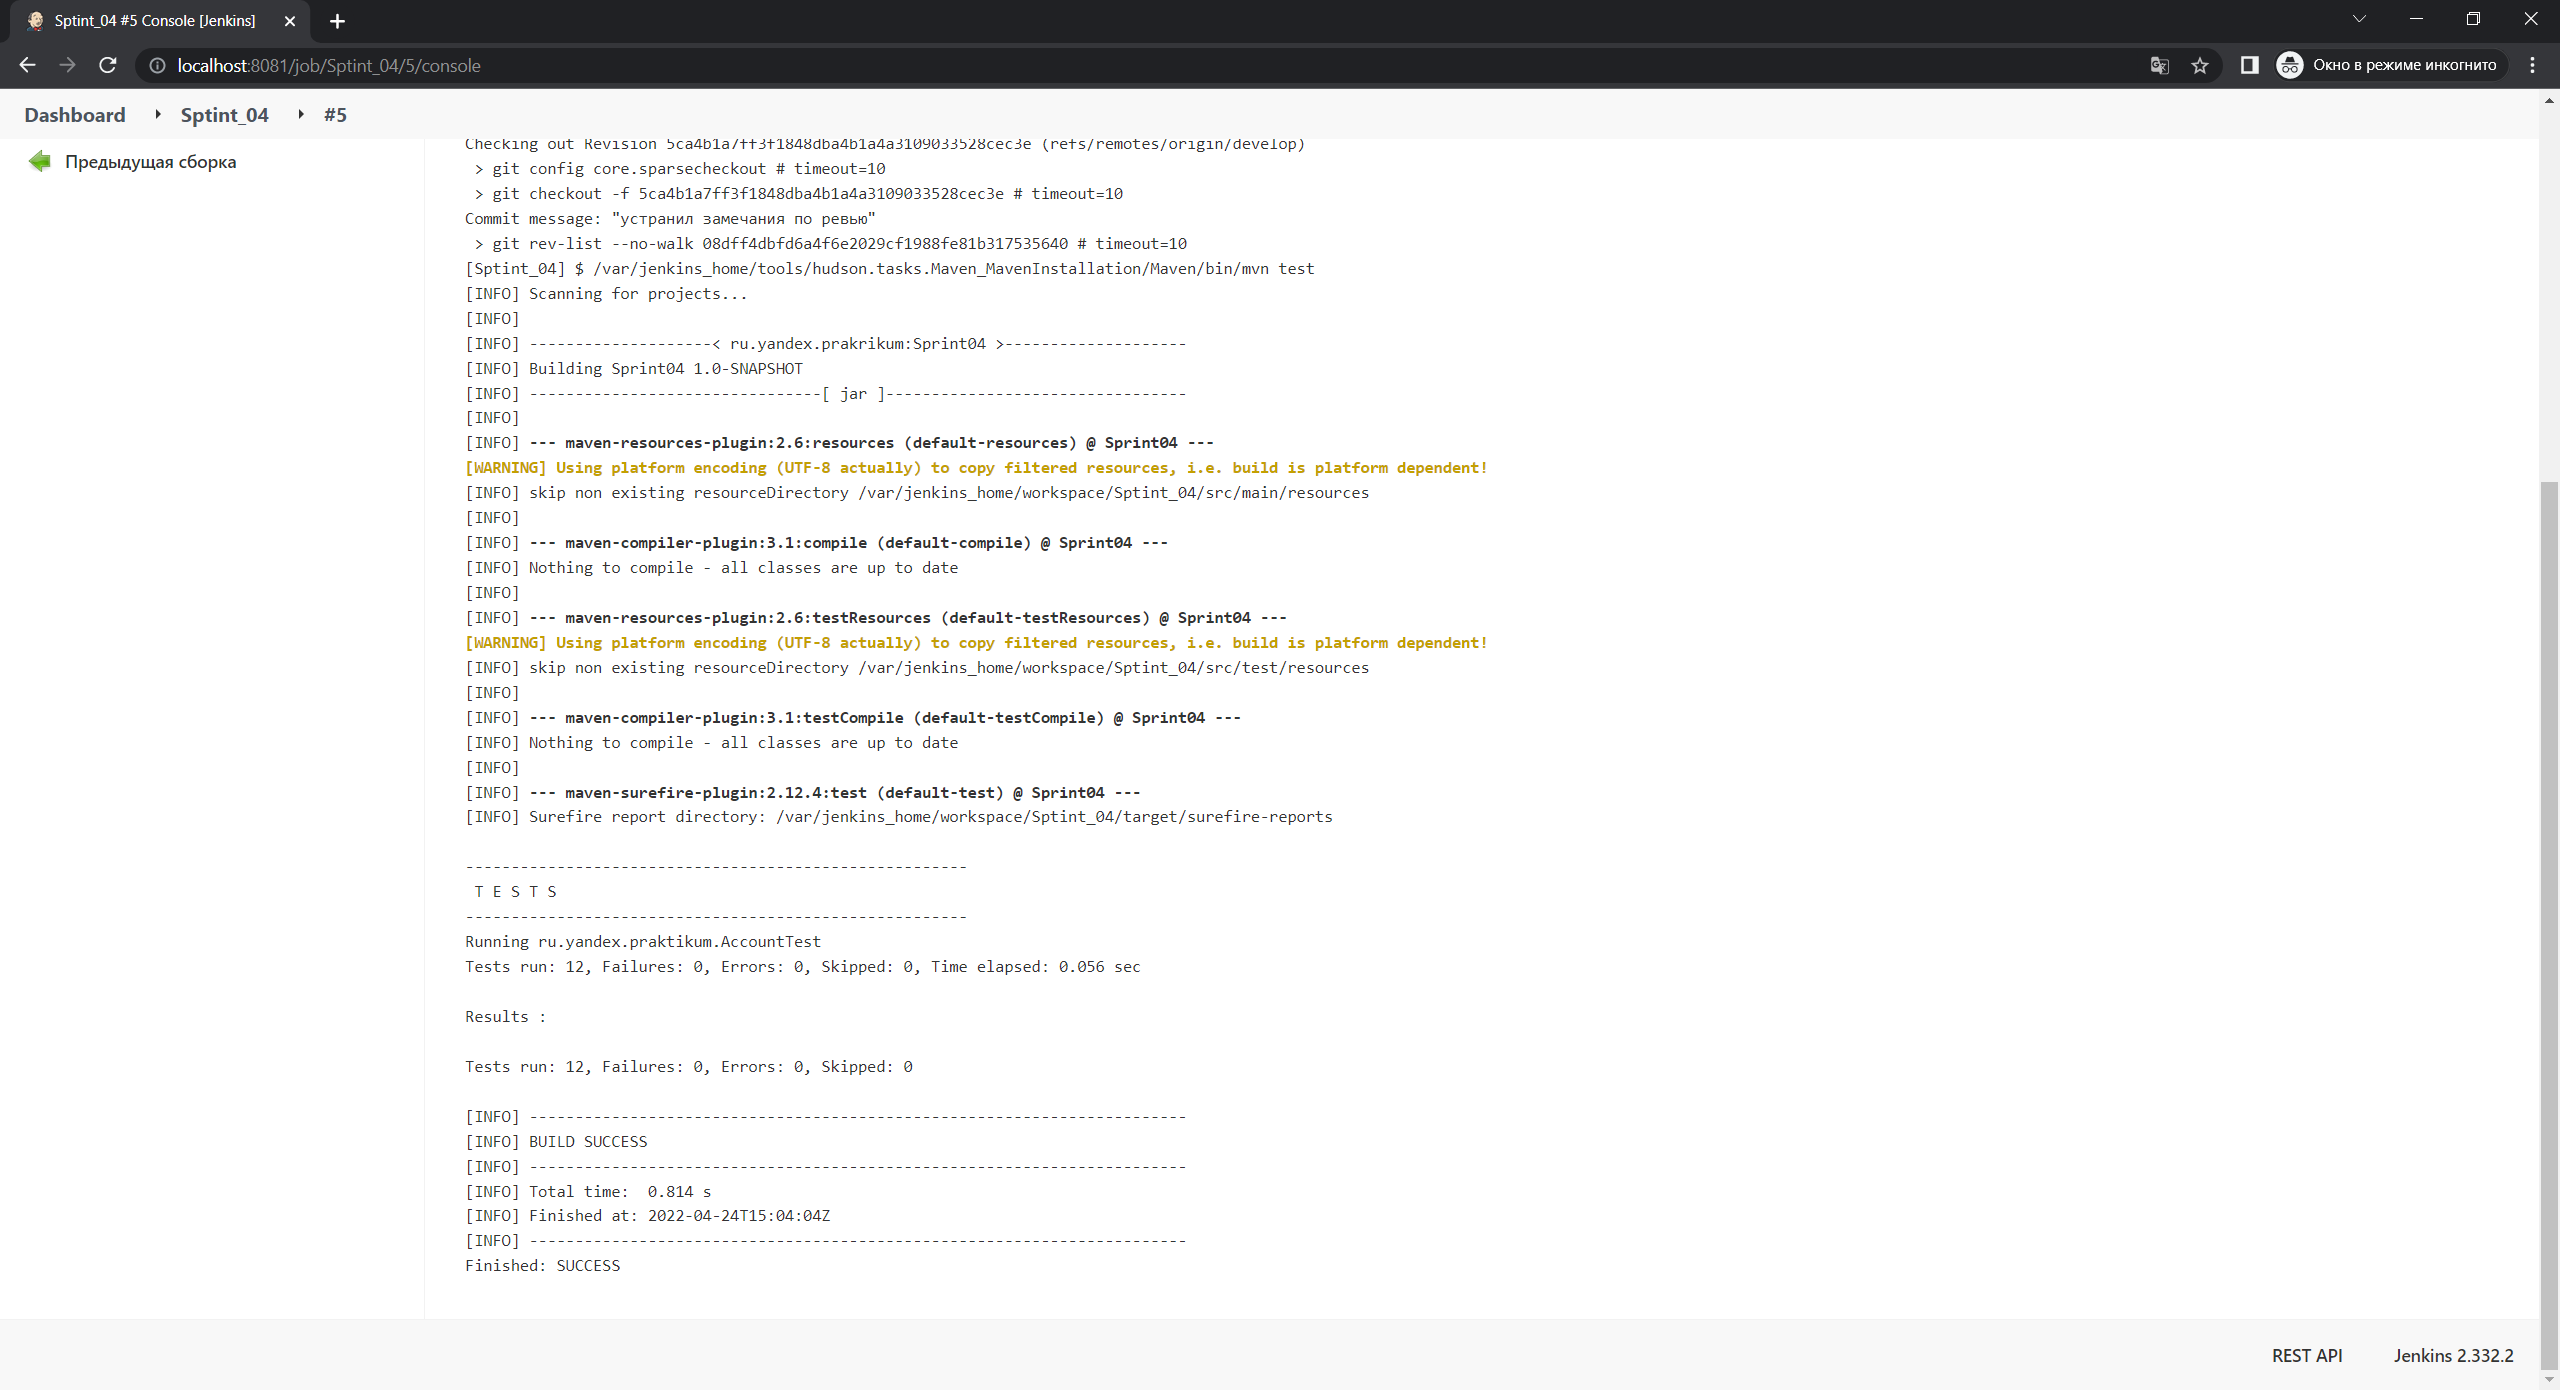 Sptint_04 #5 Console [Jenkins]
localhost:8081/job/Sptint_04/5/console
Окно в режиме инкогнито
Dashboard
Sptint_04
#5
Предыдущая сборка
Checking out Revision 5ca4b1a7ff3f1848dba4b1a4a3109033528cec3e (refs/remotes/origin/develop)
> git config core.sparsecheckout # timeout=10
> git checkout -f 5ca4b1a7ff3f1848dba4b1a4a3109033528cec3e # timeout=10
Commit message: "устранил замечания по ревью"
> git rev-list --no-walk 08dff4dbfd6a4f6e2029cf1988fe81b317535640 # timeout=10
[Sptint_04] $ /var/jenkins_home/tools/hudson.tasks.Maven_MavenInstallation/Maven/bin/mvn test
[INFO] Scanning for projects...
[INFO]
[INFO] --------------------< ru.yandex.prakrikum:Sprint04 >--------------------
[INFO] Building Sprint04 1.0-SNAPSHOT
[INFO] --------------------------------[ jar ]---------------------------------
[INFO]
[INFO] --- maven-resources-plugin:2.6:resources (default-resources) @ Sprint04 ---
[WARNING] Using platform encoding (UTF-8 actually) to copy filtered resources, i.e. build is platform dependent!
[INFO] skip non existing resourceDirectory /var/jenkins_home/workspace/Sptint_04/src/main/resources
[INFO]
[INFO] --- maven-compiler-plugin:3.1:compile (default-compile) @ Sprint04 ---
[INFO] Nothing to compile - all classes are up to date
[INFO]
[INFO] --- maven-resources-plugin:2.6:testResources (default-testResources) @ Sprint04 ---
[WARNING] Using platform encoding (UTF-8 actually) to copy filtered resources, i.e. build is platform dependent!
[INFO] skip non existing resourceDirectory /var/jenkins_home/workspace/Sptint_04/src/test/resources
[INFO]
[INFO] --- maven-compiler-plugin:3.1:testCompile (default-testCompile) @ Sprint04 ---
[INFO] Nothing to compile - all classes are up to date
[INFO]
[INFO] --- maven-surefire-plugin:2.12.4:test (default-test) @ Sprint04 ---
[INFO] Surefire report directory: /var/jenkins_home/workspace/Sptint_04/target/surefire-reports
-------------------------------------------------------
T E S T S
-------------------------------------------------------
Running ru.yandex.praktikum.AccountTest
Tests run: 12, Failures: 0, Errors: 0, Skipped: 0, Time elapsed: 0.056 sec
Results :
Tests run: 12, Failures: 0, Errors: 0, Skipped: 0
[INFO] ------------------------------------------------------------------------
[INFO] BUILD SUCCESS
[INFO] ------------------------------------------------------------------------
[INFO] Total time:  0.814 s
[INFO] Finished at: 2022-04-24T15:04:04Z
[INFO] ------------------------------------------------------------------------
Finished: SUCCESS
REST API
Jenkins 2.332.2